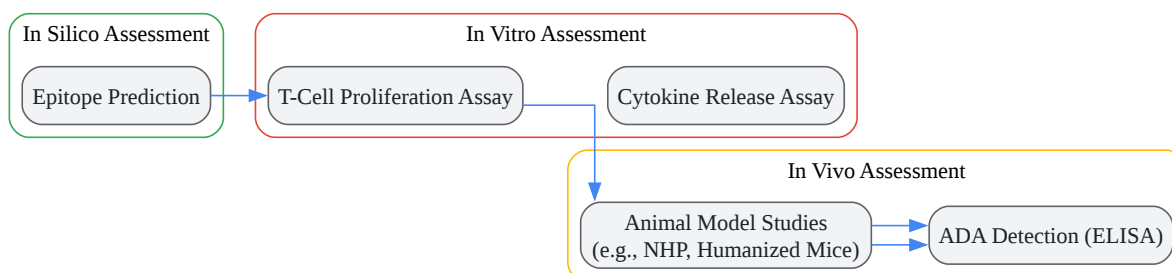 In Silico Assessment
Epitope Prediction
In Vitro Assessment
T-Cell Proliferation Assay
Cytokine Release Assay
In Vivo Assessment
Animal Model Studies
(e.g., NHP, Humanized Mice)
ADA Detection (ELISA)